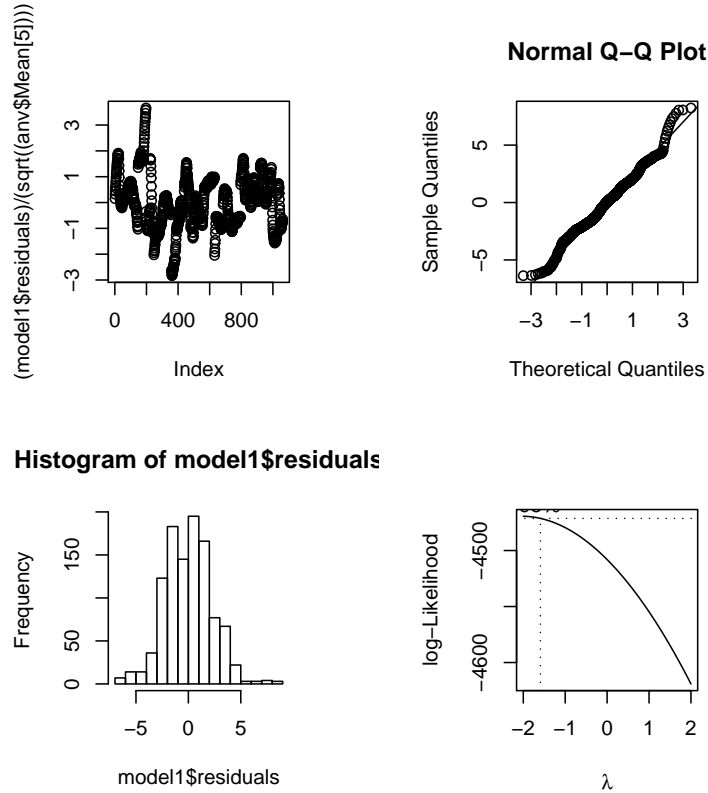 (model1$residuals)/(sqrt((anv$Mean[5])))
3
1
−1
−3
0 400 800
Index
Normal Q−Q Plot
Sample Quantiles
5
0
−5
−3 −1 1 3
Theoretical Quantiles
Histogram of model1$residuals
Frequency
150
50
0
−5 0 5
model1$residuals
log−Likelihood
−4500
−4600
−2 −1 0 1 2
λ